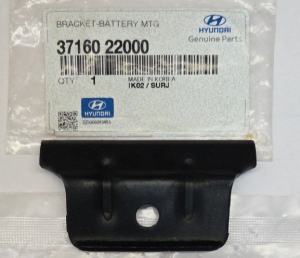 BRACKET-BATTERY MTG
37160 22000
HYUNDAI
Genuine Parts
QTY 1
MADE IN KOREA
IK02 / SURJ
HYUNDAI